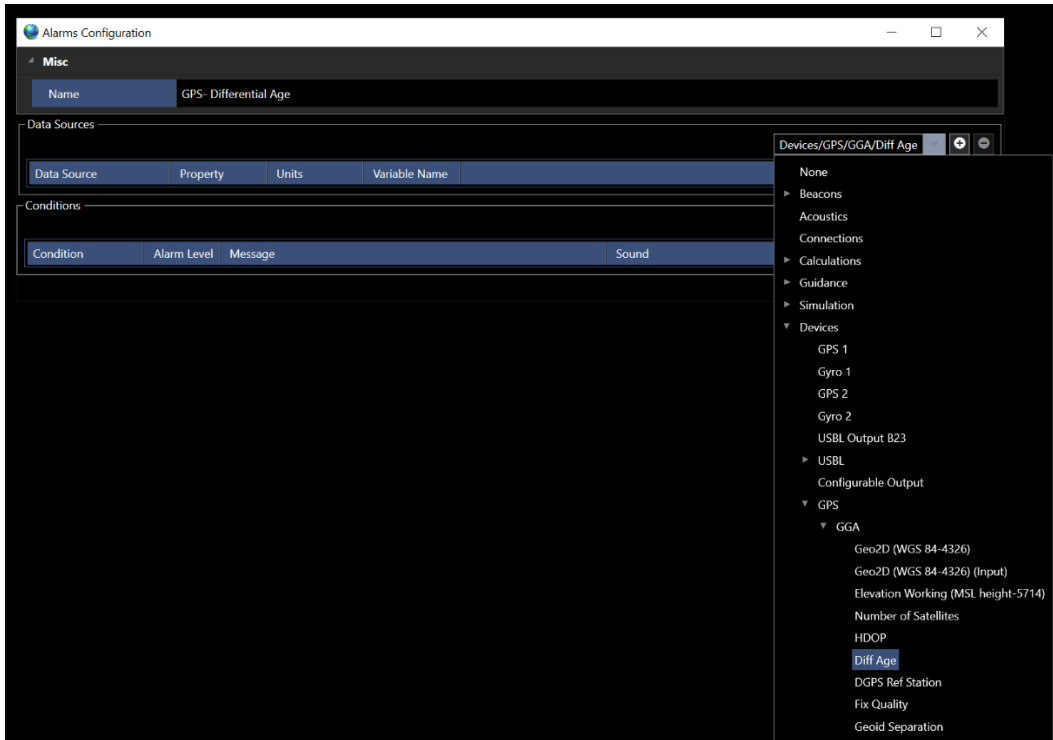 Alarms Configuration
Misc
Name GPS- Differential Age
Data Sources
Devices/GPS/GGA/Diff Age
Data Source Property Units Variable Name
Conditions
Condition Alarm Level Message Sound
None
Beacons
Acoustics
Connections
Calculations
Guidance
Simulation
Devices
GPS 1
Gyro 1
GPS 2
Gyro 2
USBL Output B23
USBL
Configurable Output
GPS
GGA
Geo2D (WGS 84-4326)
Geo2D (WGS 84-4326) (Input)
Elevation Working (MSL height-5714)
Number of Satellites
HDOP
Diff Age
DGPS Ref Station
Fix Quality
Geoid Separation